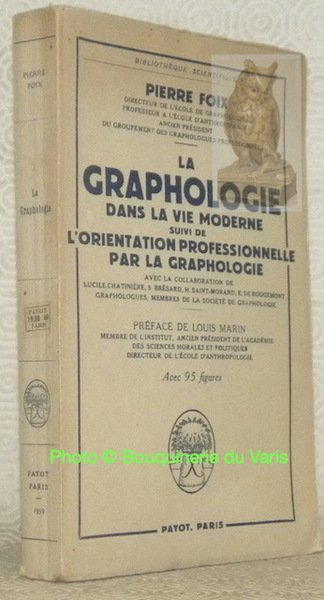 PIERRE
FOIX
La
Graphologie
PAYOT
PARIS
PAYOT
PARIS
1959
BIBLIOTHÈQUE SCIENTIFIQUE
PIERRE FOIX
DIRECTEUR DE L'ÉCOLE DE GRAPHOLOGIE
PROFESSEUR A L'ÉCOLE D'ANTHROPOLOGIE
ANCIEN PRÉSIDENT
DU GROUPEMENT DES GRAPHOLOGUES PROFESSIONNELS
LA
GRAPHOLOGIE
DANS LA VIE MODERNE
SUIVI DE
L'ORIENTATION PROFESSIONNELLE
PAR LA GRAPHOLOGIE
AVEC LA COLLABORATION DE
LUCILE CHATINIÈRE, S. BRÉSARD, H. SAINT-MORAND, E. DE ROUGEMONT
GRAPHOLOGUES, MEMBRES DE LA SOCIÉTÉ DE GRAPHOLOGIE
PRÉFACE DE LOUIS MARIN
MEMBRE DE L'INSTITUT, ANCIEN PRÉSIDENT DE L'ACADÉMIE
DES SCIENCES MORALES ET POLITIQUES
DIRECTEUR DE L'ÉCOLE D'ANTHROPOLOGIE
Avec 95 figures
Photo © Bouquinerie du Varis
PAYOT, PARIS